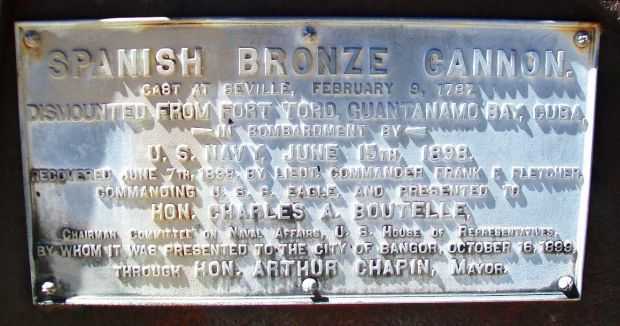 SPANISH BRONZE CANNON.
CAST AT SEVILLE, FEBRUARY 9, 1787.
DISMOUNTED FROM FORT TORO, GUANTANAMO BAY, CUBA,
IN BOMBARDMENT BY
U. S. NAVY, JUNE 15TH, 1898.
RECOVERED JUNE 7TH, 1899, BY LIEUT. COMMANDER FRANK F. FLETCHER,
COMMANDING U. S. S. EAGLE, AND PRESENTED TO
HON. CHARLES A. BOUTELLE,
CHAIRMAN COMMITTEE ON NAVAL AFFAIRS, U. S. HOUSE OF REPRESENTATIVES,
BY WHOM IT WAS PRESENTED TO THE CITY OF BANGOR, OCTOBER 16, 1899,
THROUGH HON. ARTHUR CHAPIN, MAYOR.